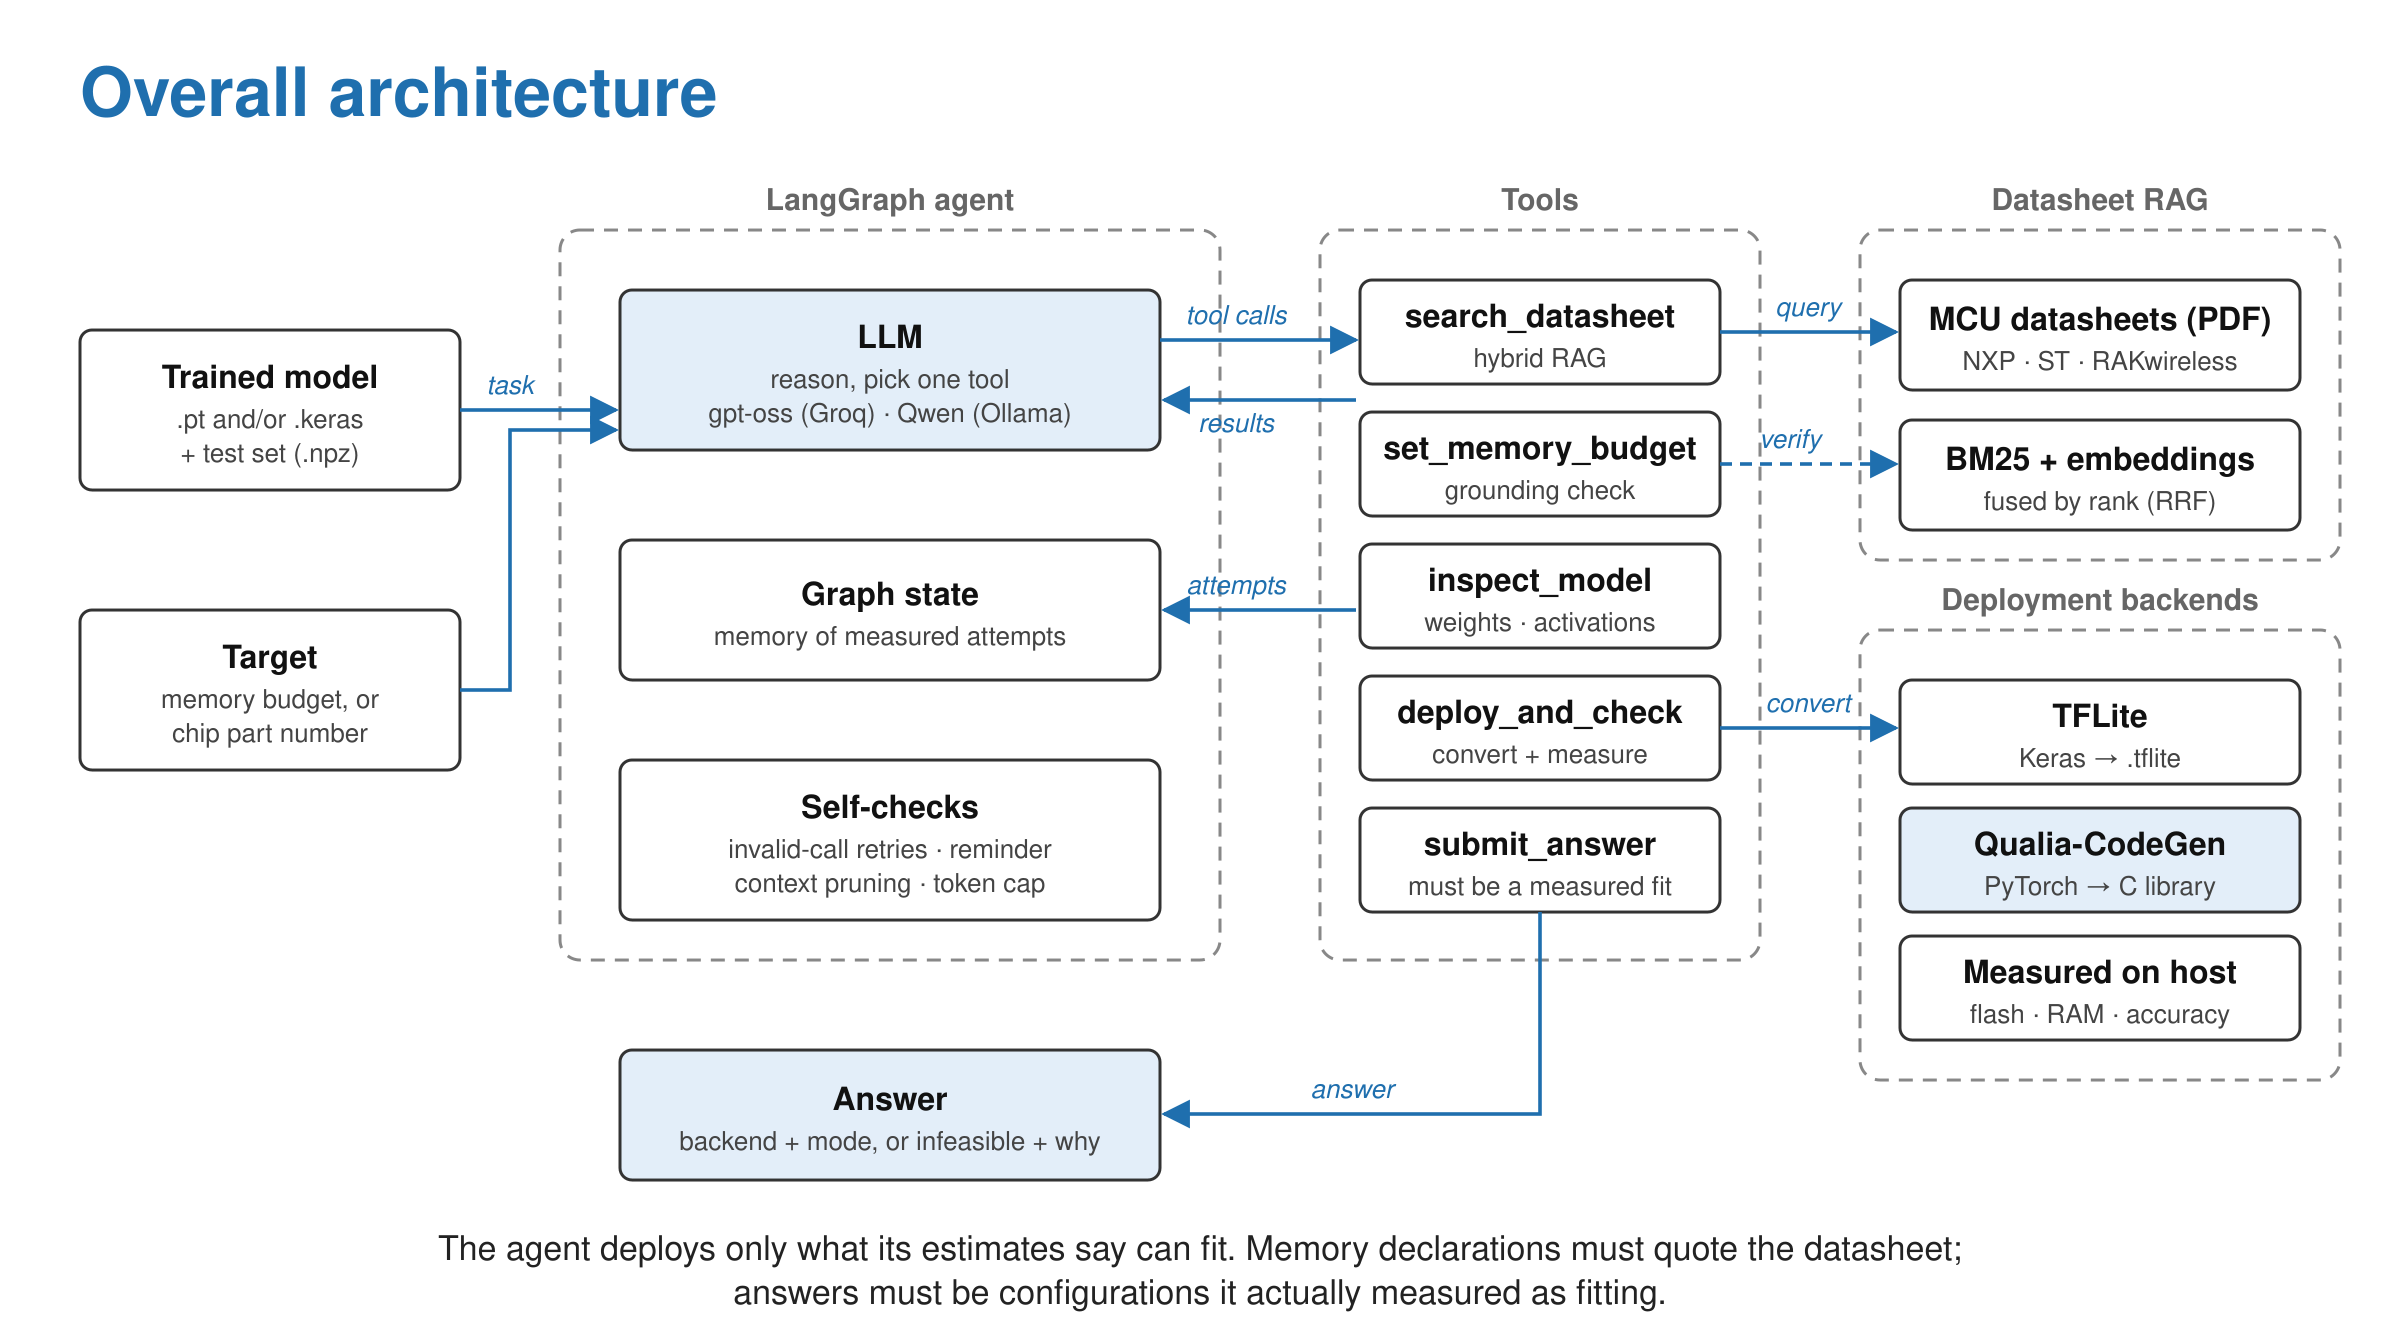 Overall architecture
LangGraph agent
Tools
Datasheet RAG
Trained model
.pt and/or .keras
+ test set (.npz)
task
Target
memory budget, or
chip part number
LLM
reason, pick one tool
gpt-oss (Groq) · Qwen (Ollama)
tool calls
results
Graph state
memory of measured attempts
attempts
Self-checks
invalid-call retries · reminder
context pruning · token cap
search_datasheet
hybrid RAG
query
set_memory_budget
grounding check
verify
inspect_model
weights · activations
deploy_and_check
convert + measure
convert
submit_answer
must be a measured fit
MCU datasheets (PDF)
NXP · ST · RAKwireless
BM25 + embeddings
fused by rank (RRF)
Deployment backends
TFLite
Keras → .tflite
Qualia-CodeGen
PyTorch → C library
Measured on host
flash · RAM · accuracy
Answer
backend + mode, or infeasible + why
answer
The agent deploys only what its estimates say can fit. Memory declarations must quote the datasheet;
answers must be configurations it actually measured as fitting.